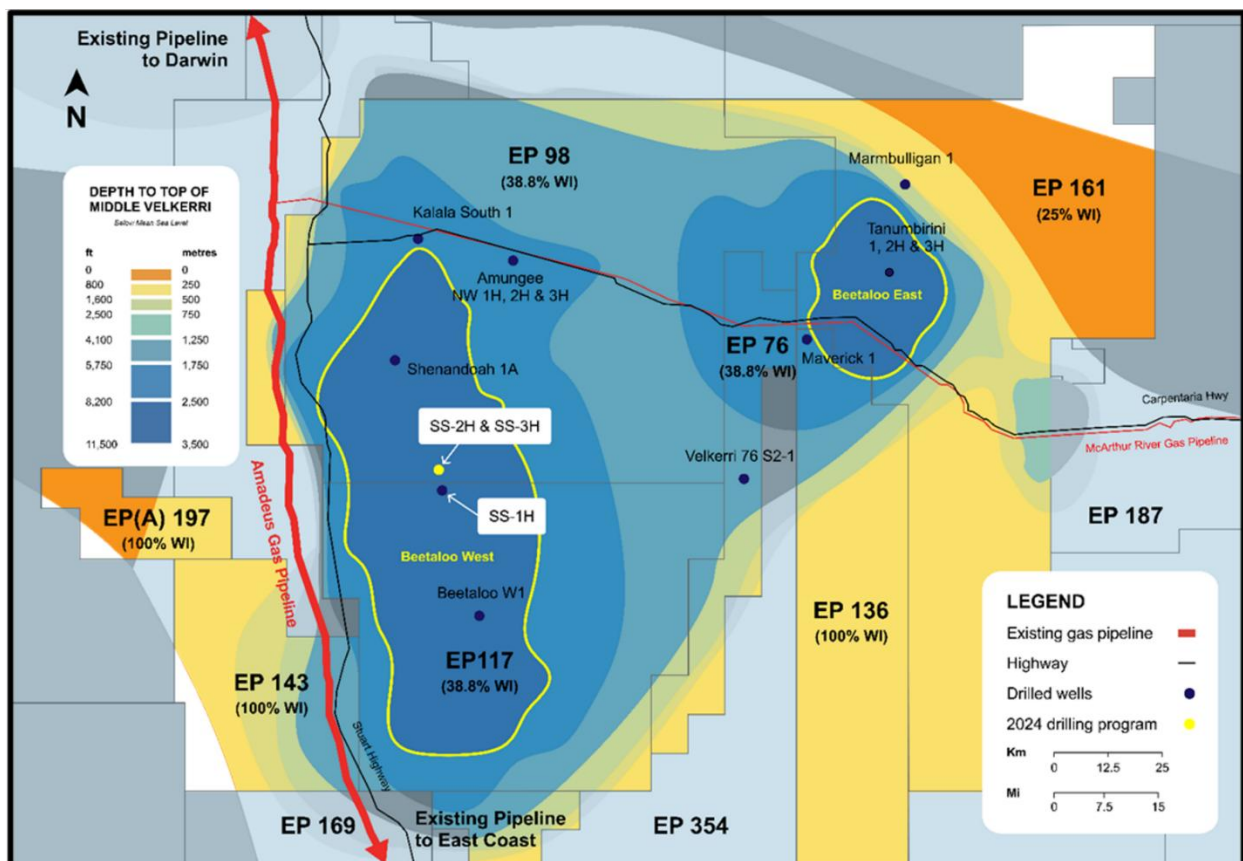 Existing Pipeline
to Darwin
N
DEPTH TO TOP OF
MIDDLE VELKERRI
Below Mean Sea Level
ft metres
0 0
800 250
1,600 500
2,500 750
4,100 1,250
5,750 1,750
8,200 2,500
11,500 3,500
EP 98
(38.8% WI)
Marmbulligan 1
EP 161
(25% WI)
Kalala South 1
Tanumbirini
1, 2H & 3H
Amungee
NW 1H, 2H & 3H
Beetaloo East
EP 76
(38.8% WI)
Maverick 1
Shenandoah 1A
Carpentaria Hwy
McArthur River Gas Pipeline
SS-2H & SS-3H
Velkerri 76 S2-1
SS-1H
EP(A) 197
(100% WI)
Amadeus Gas Pipeline
EP 187
Beetaloo West
Beetaloo W1
EP 136
(100% WI)
EP117
(38.8% WI)
EP 143
(100% WI)
Stuart Highway
LEGEND
Existing gas pipeline
Highway
Drilled wells
2024 drilling program
Km
0 12.5 25
Mi
0 7.5 15
EP 169
Existing Pipeline
to East Coast
EP 354